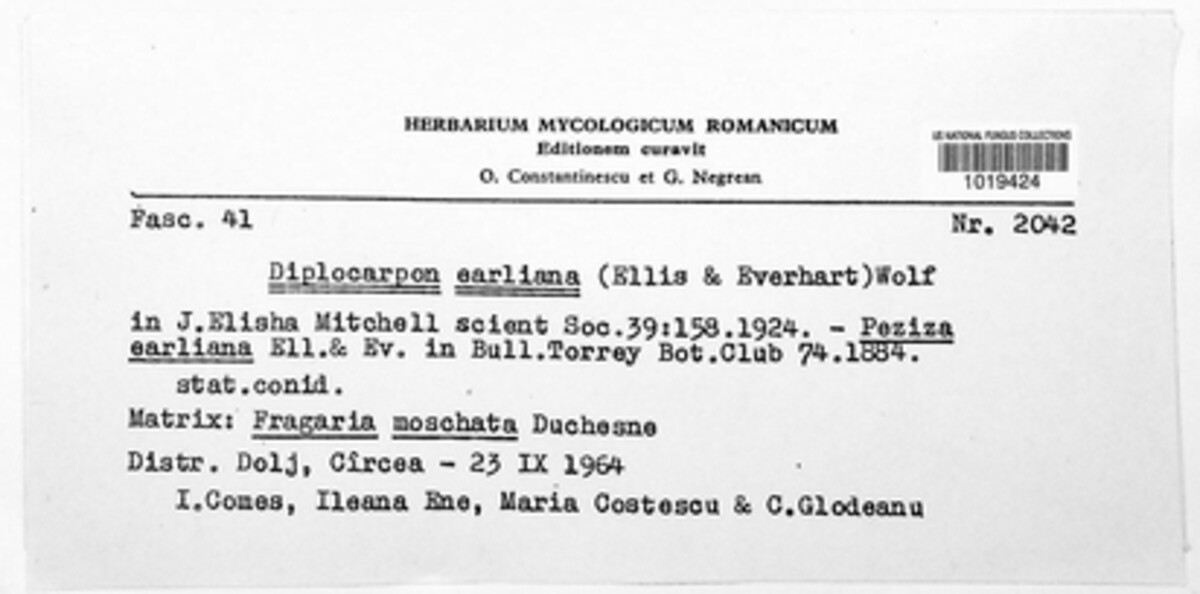 HERBARIUM MYCOLOGICUM ROMANICUM
Editionem curavit
O. Constantinescu et G. Negrean
US NATIONAL FUNGUS COLLECTIONS
1019424
Fasc. 41
Nr. 2042
Diplocarpon earliana (Ellis & Everhart)Wolf
in J.Elisha Mitchell scient Soc.39:158.1924. - Peziza
earliana Ell.& Ev. in Bull.Torrey Bot.Club 74.1884.
stat.conid.
Matrix: Fragaria moschata Duchesne
Distr. Dolj, Cîrcea - 23 IX 1964
I.Comes, Ileana Ene, Maria Costescu & C.Glodeanu